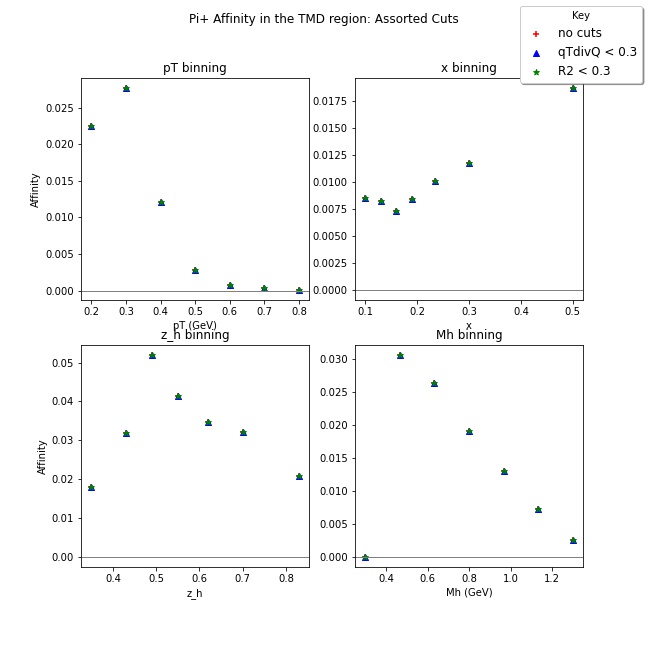 Pi+ Affinity in the TMD region: Assorted Cuts
Key
no cuts
qTdivQ < 0.3
R2 < 0.3
pT binning
0.025
0.020
0.015
0.010
0.005
0.000
Affinity
0.2 0.3 0.4 0.5 0.6 0.7 0.8
pT (GeV)
x binning
0.0175
0.0150
0.0125
0.0100
0.0075
0.0050
0.0025
0.0000
0.1 0.2 0.3 0.4 0.5
x
z_h binning
0.05
0.04
0.03
0.02
0.01
0.00
Affinity
0.4 0.5 0.6 0.7 0.8
z_h
Mh binning
0.030
0.025
0.020
0.015
0.010
0.005
0.000
0.4 0.6 0.8 1.0 1.2
Mh (GeV)